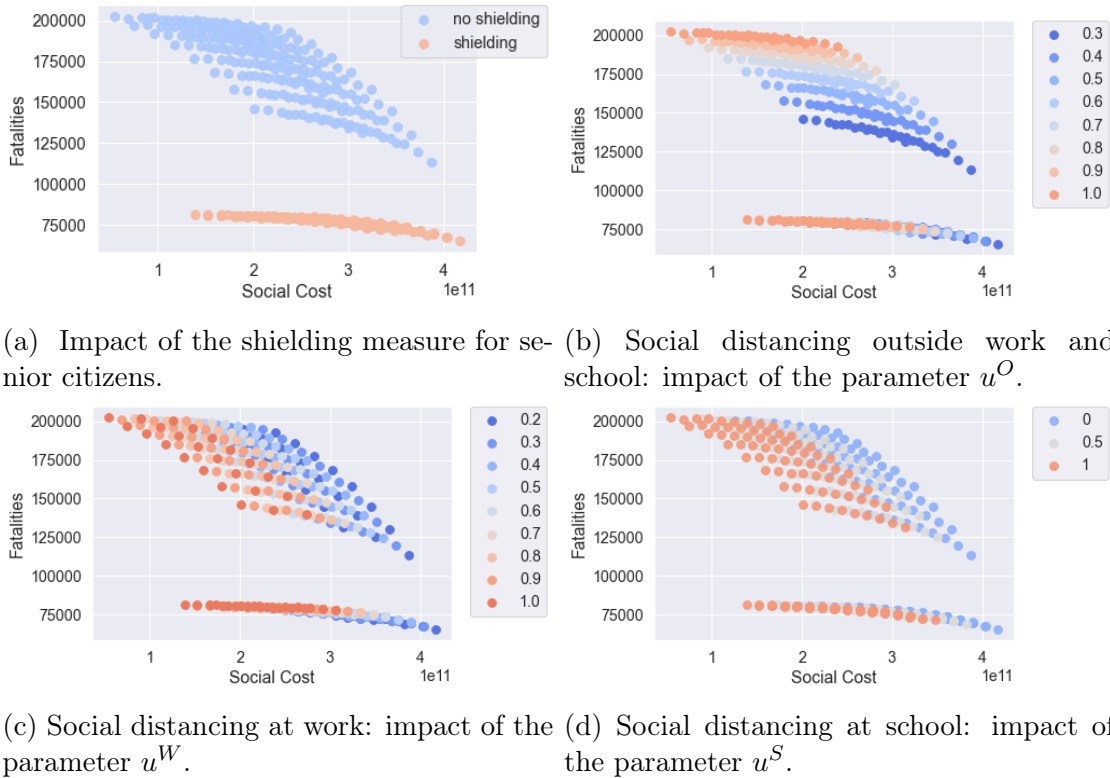 200000
175000
150000
125000
100000
75000
Fatalities
no shielding
shielding
1 2 3 4
Social Cost
1e11
(a) Impact of the shielding measure for se-
nior citizens.
200000
175000
150000
125000
100000
75000
Fatalities
0.3
0.4
0.5
0.6
0.7
0.8
0.9
1.0
1 2 3 4
Social Cost
1e11
(b) Social distancing outside work and
school: impact of the parameter u^O.
200000
175000
150000
125000
100000
75000
Fatalities
0.2
0.3
0.4
0.5
0.6
0.7
0.8
0.9
1.0
1 2 3 4
Social Cost
1e11
(c) Social distancing at work: impact of the
parameter u^W.
200000
175000
150000
125000
100000
75000
Fatalities
0
0.5
1
1 2 3 4
Social Cost
1e11
(d) Social distancing at school: impact of
the parameter u^S.